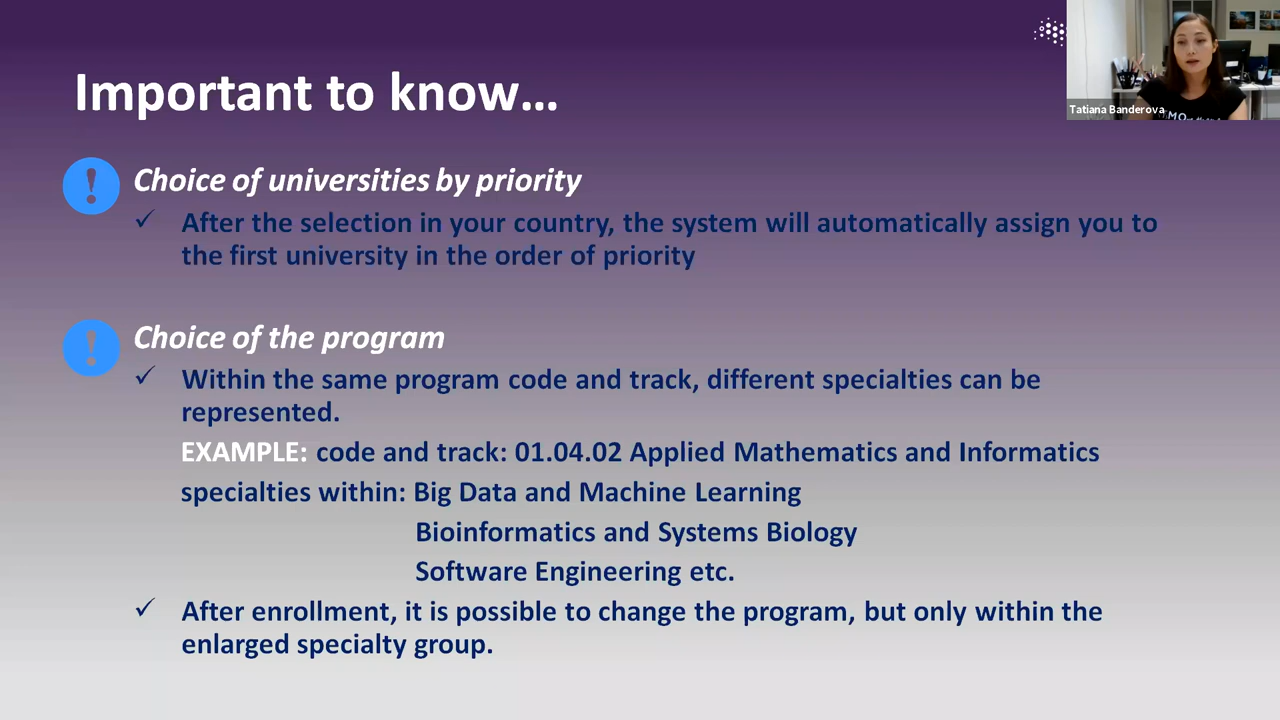 Important to know…
Tatiana Banderova
Choice of universities by priority
✓ After the selection in your country, the system will automatically assign you to
the first university in the order of priority
Choice of the program
✓ Within the same program code and track, different specialties can be
represented.
EXAMPLE: code and track: 01.04.02 Applied Mathematics and Informatics
specialties within: Big Data and Machine Learning
Bioinformatics and Systems Biology
Software Engineering etc.
✓ After enrollment, it is possible to change the program, but only within the
enlarged specialty group.